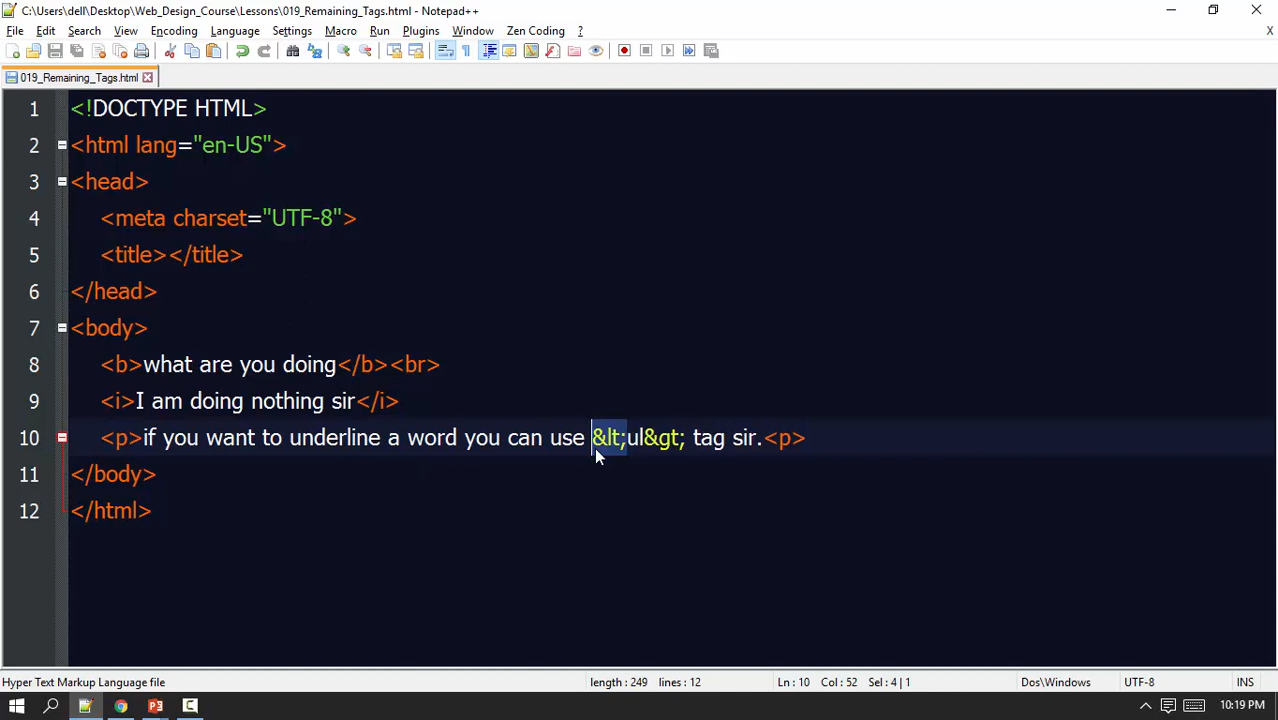 C:\Users\dell\Desktop\Web_Design_Course\Lessons\019_Remaining_Tags.html - Notepad++
File Edit Search View Encoding Language Settings Macro Run Plugins Window Zen Coding ? X
019_Remaining_Tags.html
1 <!DOCTYPE HTML>
2 <html lang="en-US">
3 <head>
4 <meta charset="UTF-8">
5 <title></title>
6 </head>
7 <body>
8 <b>what are you doing</b><br>
9 <i>I am doing nothing sir</i>
10 <p>if you want to underline a word you can use &lt;ul&gt; tag sir.<p>
11 </body>
12 </html>
Hyper Text Markup Language file length : 249 lines : 12 Ln : 10 Col : 52 Sel : 4 | 1 Dos\Windows UTF-8 INS
10:19 PM